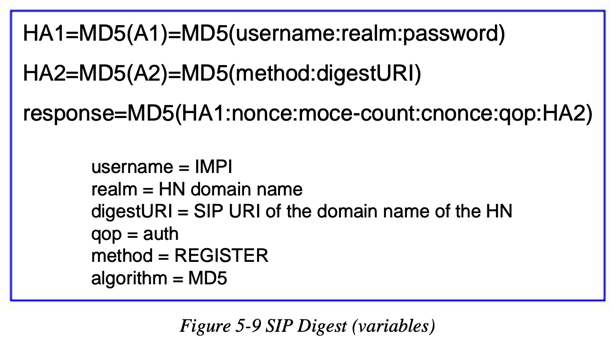 HA1=MD5(A1)=MD5(username:realm:password)
HA2=MD5(A2)=MD5(method:digestURI)
response=MD5(HA1:nonce:moce-count:cnonce:qop:HA2)
username = IMPI
realm = HN domain name
digestURI = SIP URI of the domain name of the HN
qop = auth
method = REGISTER
algorithm = MD5
Figure 5-9 SIP Digest (variables)